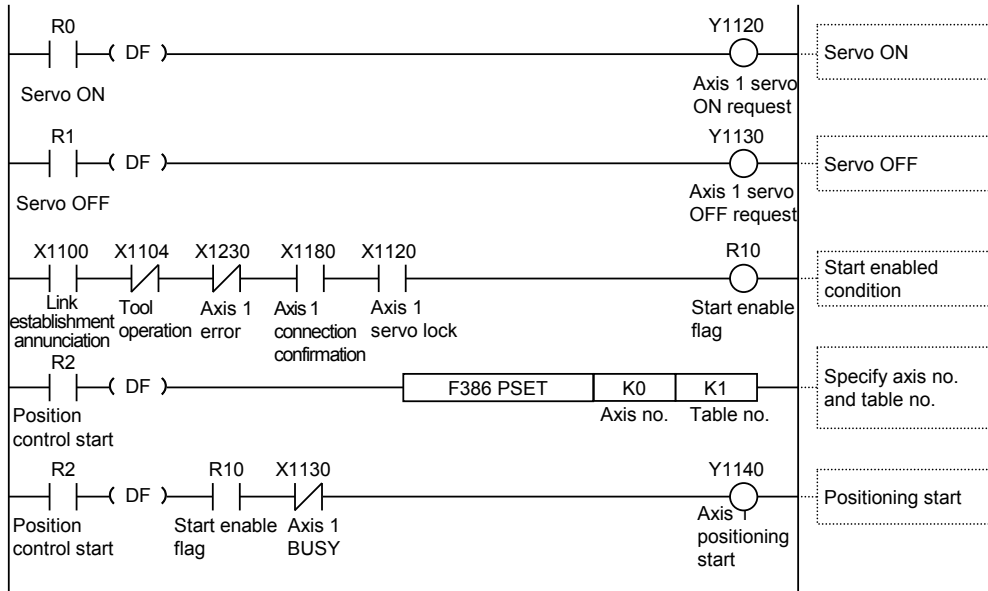 R0
Y1120
DF
Servo ON
Servo ON
Axis 1 servo
ON request
R1
Y1130
DF
Servo OFF
Servo OFF
Axis 1 servo
OFF request
X1100 X1104 X1230 X1180 X1120 R10
Start enabled
condition
Link
establishment
annunciation
Tool
operation
Axis 1
error
Axis 1
connection
confirmation
Axis 1
servo lock
Start enable
flag
R2
DF
F386 PSET K0 K1
Specify axis no.
and table no.
Position
control start
Axis no. Table no.
R2 R10 X1130 Y1140
DF
Positioning start
Position
control start
Start enable
flag
Axis 1
BUSY
Axis 1
positioning
start